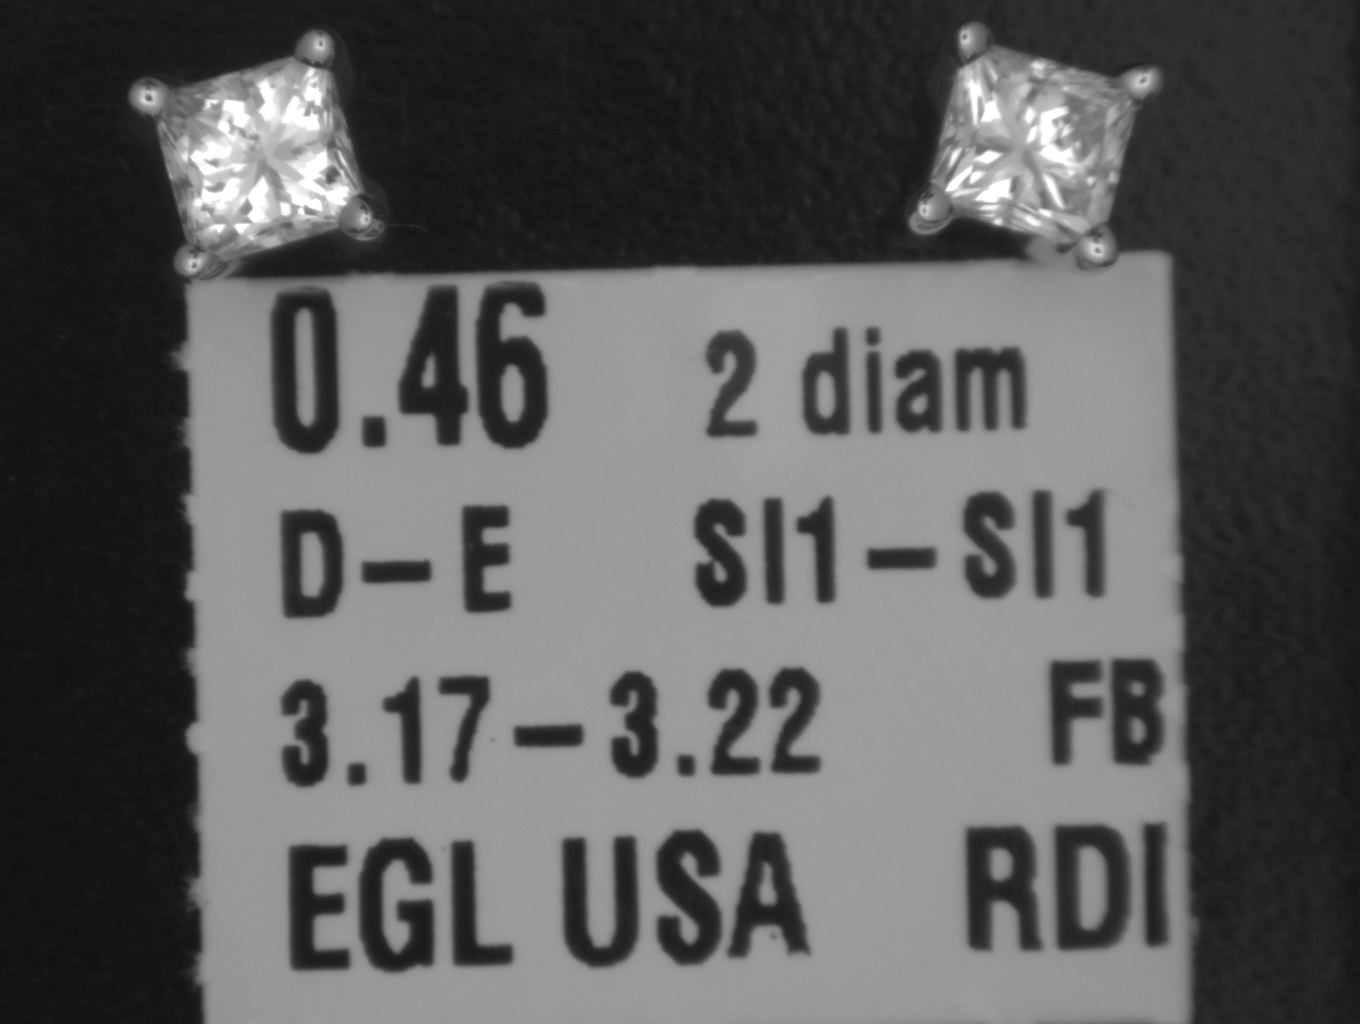 0.46 2 diam
D-E SI1-SI1
3.17-3.22 FB
EGL USA RDI